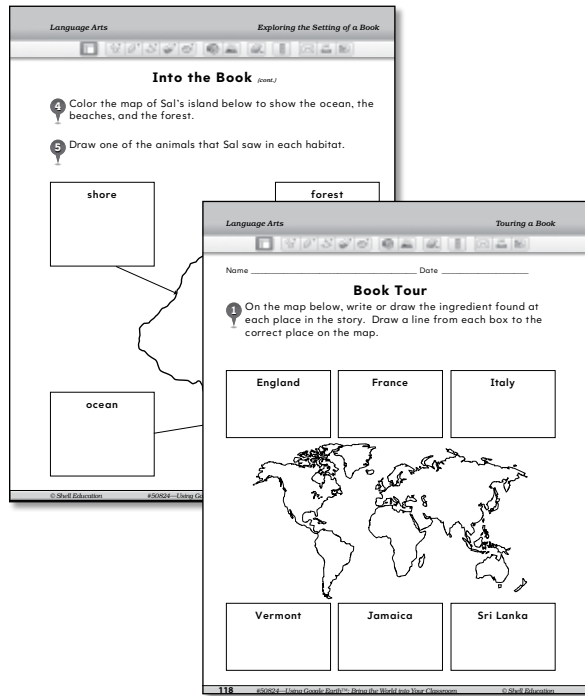 Language Arts Exploring the Setting of a Book
Into the Book (cont.)
4 Color the map of Sal's island below to show the ocean, the
beaches, and the forest.
5 Draw one of the animals that Sal saw in each habitat.
shore forest
ocean
© Shell Education #50824—Using Go
Language Arts Touring a Book
Name Date
Book Tour
1 On the map below, write or draw the ingredient found at
each place in the story. Draw a line from each box to the
correct place on the map.
England France Italy
Vermont Jamaica Sri Lanka
118 #50824—Using Google Earth™: Bring the World into Your Classroom © Shell Education